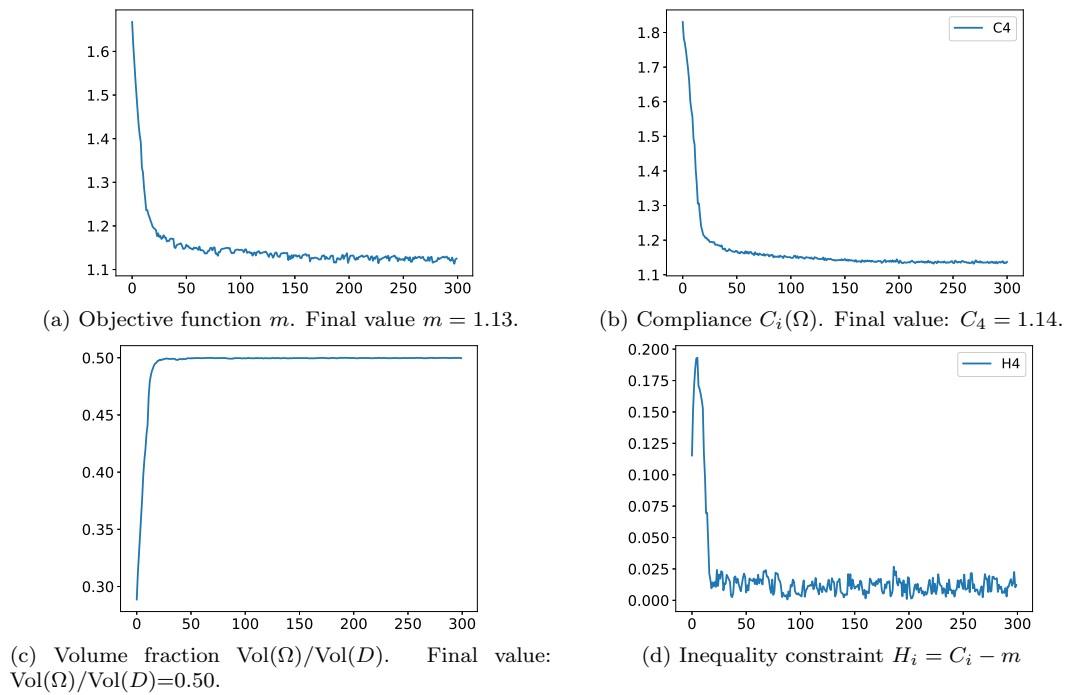 1.6
1.5
1.4
1.3
1.2
1.1
0 50 100 150 200 250 300
(a) Objective function m. Final value m = 1.13.
C4
1.8
1.7
1.6
1.5
1.4
1.3
1.2
1.1
0 50 100 150 200 250 300
(b) Compliance Cᵢ(Ω). Final value: C₄ = 1.14.
0.50
0.45
0.40
0.35
0.30
0 50 100 150 200 250 300
(c) Volume fraction Vol(Ω)/Vol(D). Final value:
Vol(Ω)/Vol(D)=0.50.
H4
0.200
0.175
0.150
0.125
0.100
0.075
0.050
0.025
0.000
0 50 100 150 200 250 300
(d) Inequality constraint Hᵢ = Cᵢ − m